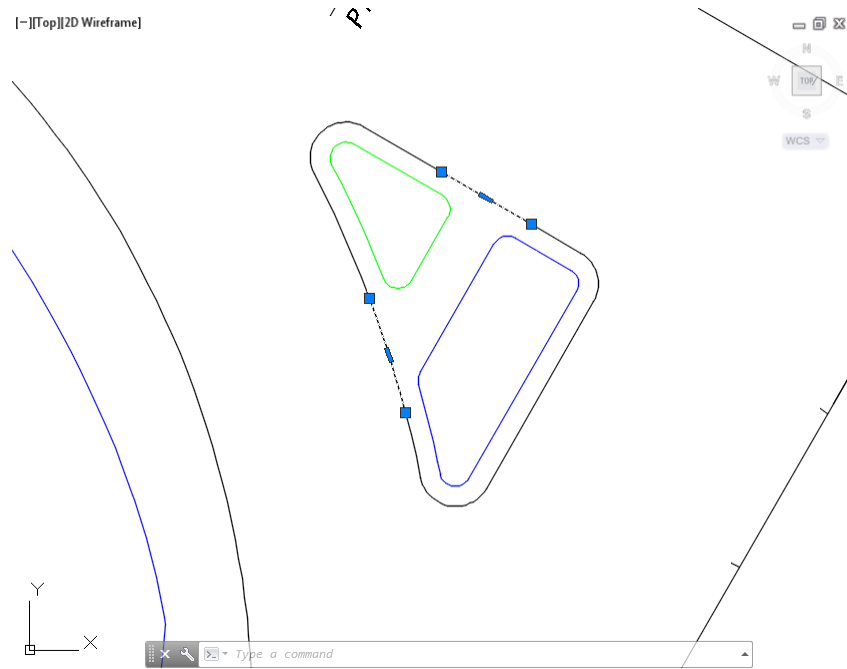 [−][Top][2D Wireframe]
P.
N
W
TOP
E
S
WCS
Y
X
Type a command